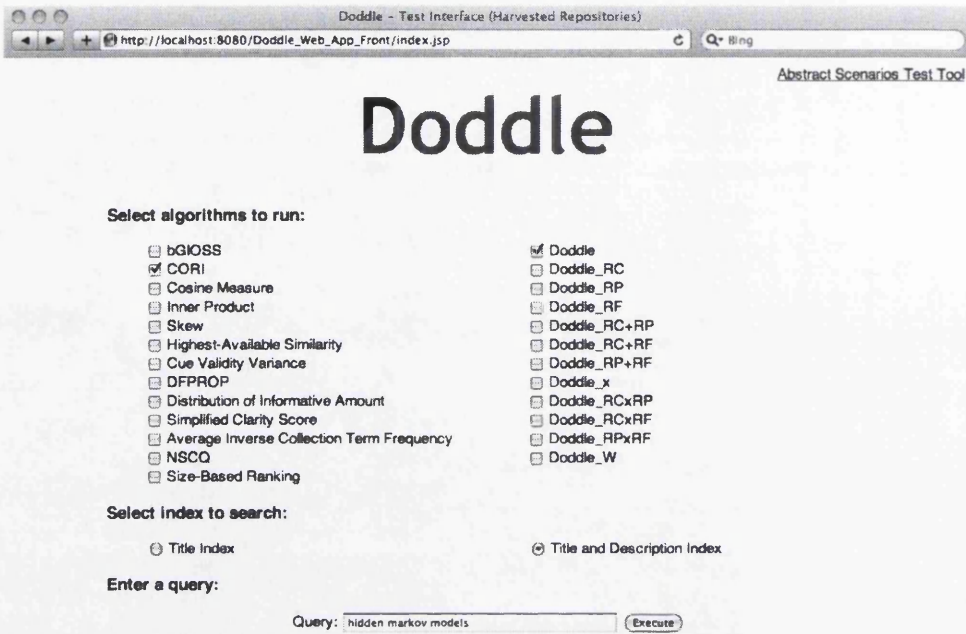 Doddle - Test Interface (Harvested Repositories)
http://localhost:8080/Doddle_Web_App_Front/index.jsp
Bing
Abstract Scenarios Test Tool
Doddle
Select algorithms to run:
bGlOSS
CORI
Cosine Measure
Inner Product
Skew
Highest-Available Similarity
Cue Validity Variance
DFPROP
Distribution of Informative Amount
Simplified Clarity Score
Average Inverse Collection Term Frequency
NSCQ
Size-Based Ranking
Doddle
Doddle_RC
Doddle_RP
Doddle_RF
Doddle_RC+RP
Doddle_RC+RF
Doddle_RP+RF
Doddle_x
Doddle_RCxRP
Doddle_RCxRF
Doddle_RPxRF
Doddle_W
Select index to search:
Title Index
Title and Description Index
Enter a query:
Query: hidden markov models Execute